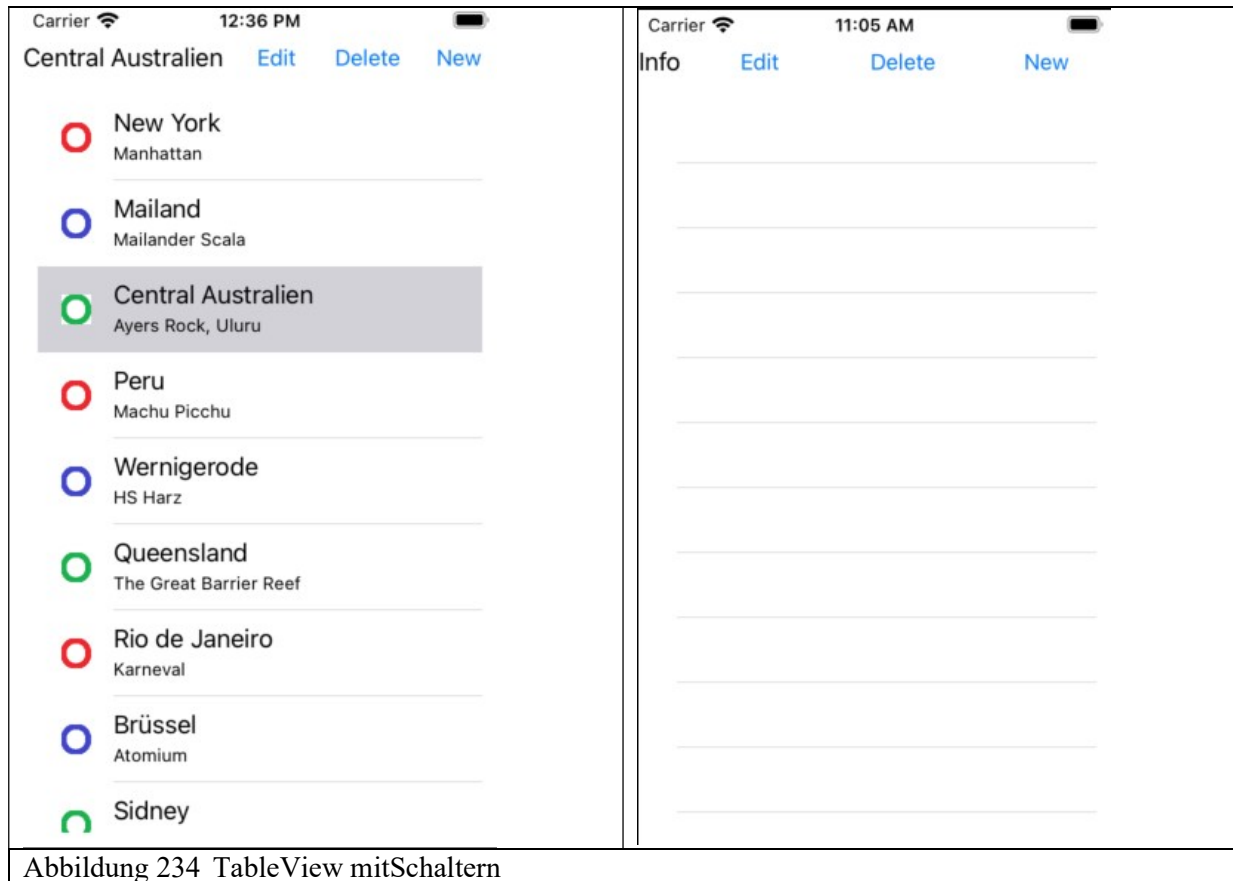 Carrier 12:36 PM
Central Australien Edit Delete New
New York
Manhattan
Mailand
Mailander Scala
Central Australien
Ayers Rock, Uluru
Peru
Machu Picchu
Wernigerode
HS Harz
Queensland
The Great Barrier Reef
Rio de Janeiro
Karneval
Brüssel
Atomium
Sidney
Carrier 11:05 AM
Info Edit Delete New
Abbildung 234 TableView mitSchaltern